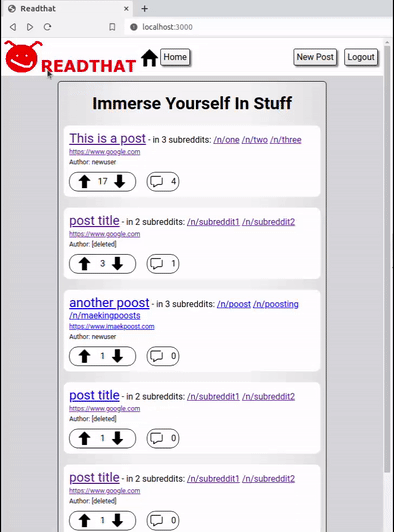 Readthat
localhost:3000
READTHAT
Home
New Post
Logout
Immerse Yourself In Stuff
This is a post - in 3 subreddits: /n/one /n/two /n/three
https://www.google.com
Author: newuser
17
4
post title - in 2 subreddits: /n/subreddit1 /n/subreddit2
https://www.google.com
Author: [deleted]
3
1
another poost - in 3 subreddits: /n/poost /n/poosting
/n/maekingpoosts
https://www.imaekpoost.com
Author: newuser
1
0
post title - in 2 subreddits: /n/subreddit1 /n/subreddit2
https://www.google.com
Author: [deleted]
1
0
post title - in 2 subreddits: /n/subreddit1 /n/subreddit2
https://www.google.com
Author: [deleted]
1
0